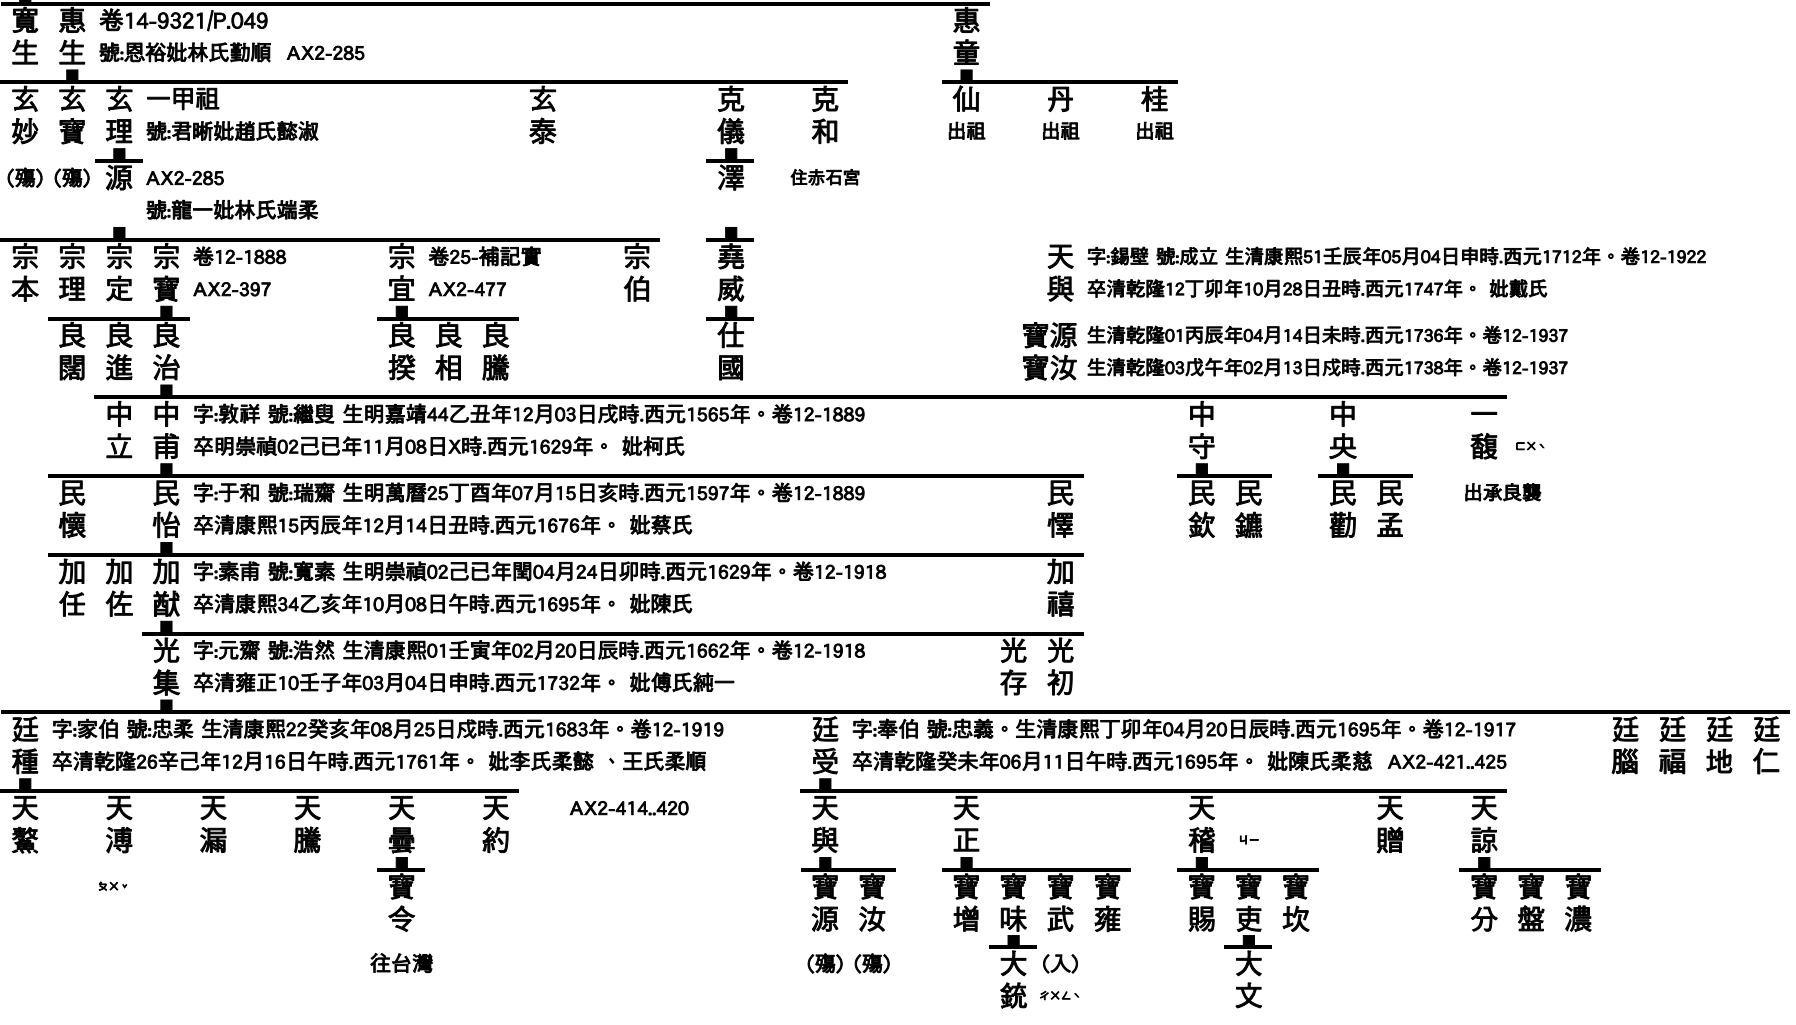 寬 惠 卷14-9321/P.049 惠
生 生 號:恩裕妣林氏勤順 AX2-285 童
玄 玄 玄 一甲祖 玄 克 克 仙 丹 桂
妙 寶 理 號:君晰妣趙氏懿淑 泰 儀 和 出祖 出祖 出祖
(殤) (殤) 源 AX2-285 澤 住赤石宮
號:龍一妣林氏端柔
宗 宗 宗 宗 卷12-1888 宗 卷25-補記實 宗 堯 天 字:錫壁 號:成立 生清康熙51壬辰年05月04日申時.西元1712年。卷12-1922
本 理 定 寶 AX2-397 宜 AX2-477 伯 威 與 卒清乾隆12丁卯年10月28日丑時.西元1747年。 妣戴氏
良 良 良 良 良 良 仕 寶源 生清乾隆01丙辰年04月14日未時.西元1736年。卷12-1937
闊 進 治 揆 相 騰 國 寶汝 生清乾隆03戊午年02月13日戍時.西元1738年。卷12-1937
中 中 字:敦祥 號:繼叟 生明嘉靖44乙丑年12月03日戌時.西元1565年。卷12-1889 中 中 一
立 甫 卒明崇禎02己已年11月08日X時.西元1629年。 妣柯氏 守 央 馥 ㄈㄨˋ
民 民 字:于和 號:瑞齋 生明萬曆25丁酉年07月15日亥時.西元1597年。卷12-1889 民 民 民 民 民 出承良襲
懷 怡 卒清康熙15丙辰年12月14日丑時.西元1676年。 妣蔡氏 懌 欽 鑣 勸 孟
加 加 加 字:素甫 號:寬素 生明崇禎02己已年閏04月24日卯時.西元1629年。卷12-1918 加
任 佐 猷 卒清康熙34乙亥年10月08日午時.西元1695年。 妣陳氏 禧
光 字:元齋 號:浩然 生清康熙01壬寅年02月20日辰時.西元1662年。卷12-1918 光 光
集 卒清雍正10壬子年03月04日申時.西元1732年。 妣傅氏純一 存 初
廷 字:家伯 號:忠柔 生清康熙22癸亥年08月25日戍時.西元1683年。卷12-1919 廷 字:奉伯 號:忠義。生清康熙丁卯年04月20日辰時.西元1695年。卷12-1917 廷 廷 廷 廷
種 卒清乾隆26辛己年12月16日午時.西元1761年。 妣李氏柔懿 、王氏柔順 受 卒清乾隆癸未年06月11日午時.西元1695年。 妣陳氏柔慈 AX2-421..425 腦 福 地 仁
天 天 天 天 天 天 AX2-414..420 天 天 天 天 天
鰲 溥 漏 騰 曇 約 與 正 稽 ㄐㄧ 贈 諒
ㄆㄨˇ 寶 寶 寶 寶 寶 寶 寶 寶 寶 寶 寶 寶 寶
令 源 汝 增 味 武 雍 賜 吏 坎 分 盤 濃
往台灣 (殤) (殤) 大 (入) 大
銃 ㄔㄨㄥˋ 文